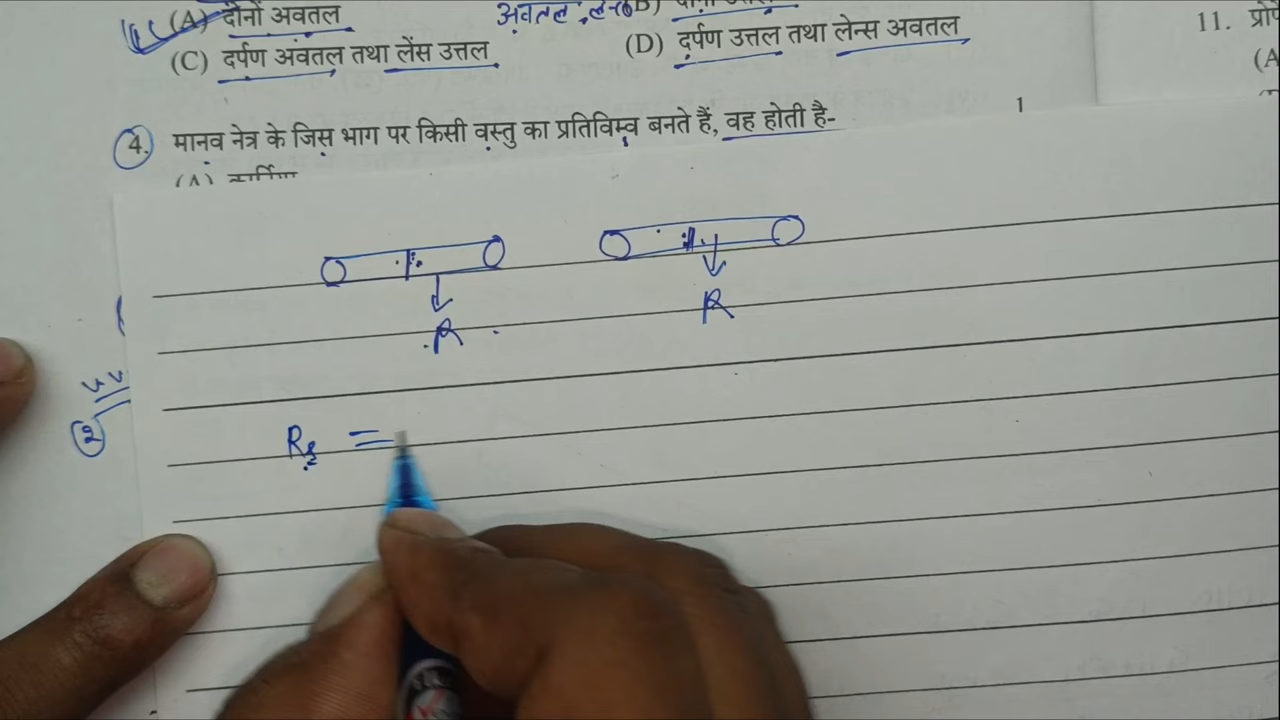 (A) दोनों अवतल
अवतल
(C) दर्पण अवतल तथा लेंस उत्तल
(D) दर्पण उत्तल तथा लेन्स अवतल
11. प्रो
(A
1
4. मानव नेत्र के जिस भाग पर किसी वस्तु का प्रतिविम्व बनते हैं, वह होती है-
(A)
R
R
2
R =